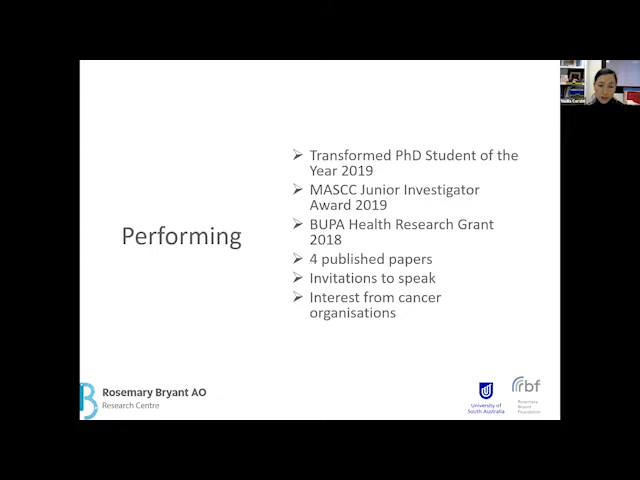 Performing
Transformed PhD Student of the
Year 2019
MASCC Junior Investigator
Award 2019
BUPA Health Research Grant
2018
4 published papers
Invitations to speak
Interest from cancer
organisations
Rosemary Bryant AO
Research Centre
University of
South Australia
rbf
Rosemary
Bryant
Foundation